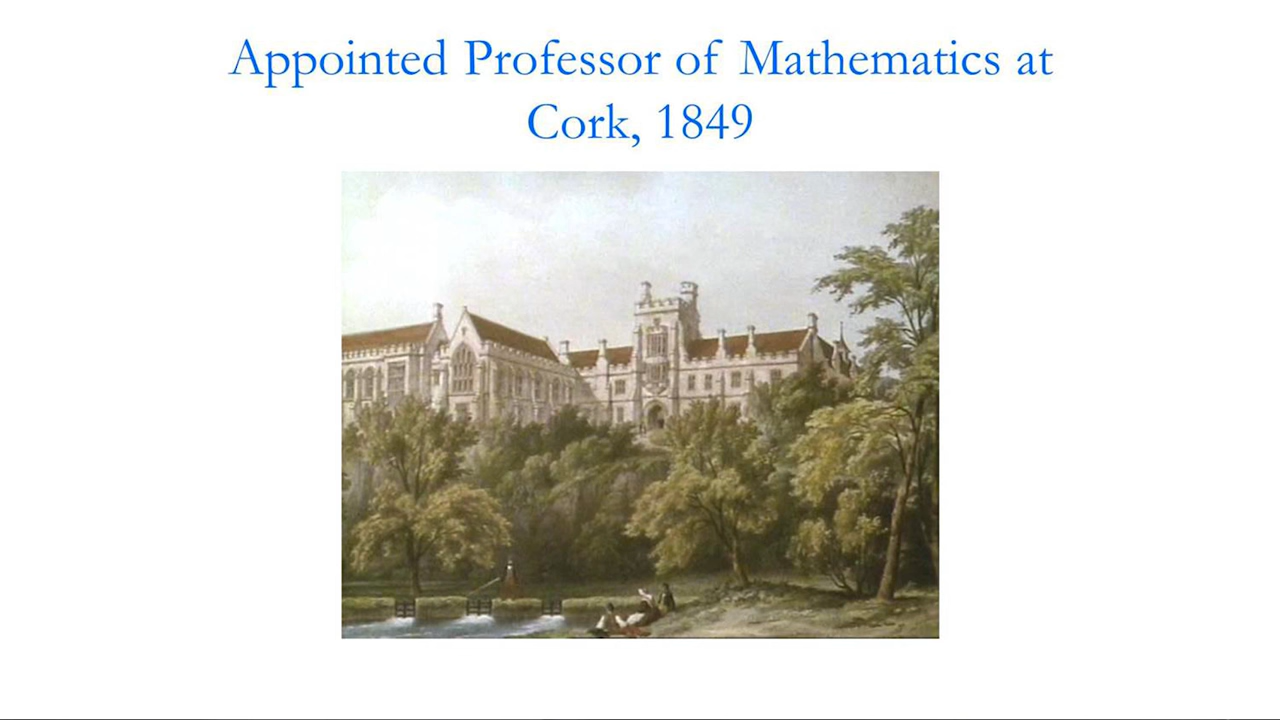 Appointed Professor of Mathematics at
Cork, 1849